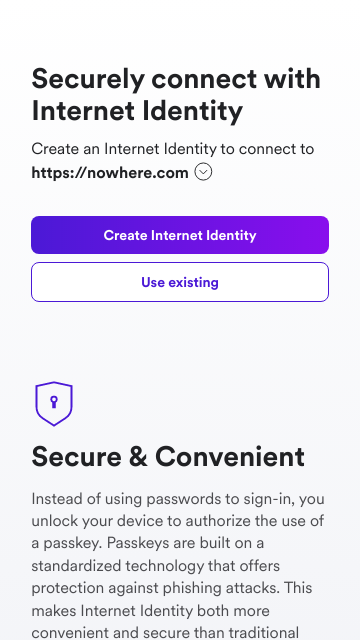 Securely connect with
Internet Identity
Create an Internet Identity to connect to
https://nowhere.com
Create Internet Identity
Use existing
Secure & Convenient
Instead of using passwords to sign-in, you
unlock your device to authorize the use of
a passkey. Passkeys are built on a
standardized technology that offers
protection against phishing attacks. This
makes Internet Identity both more
convenient and secure than traditional